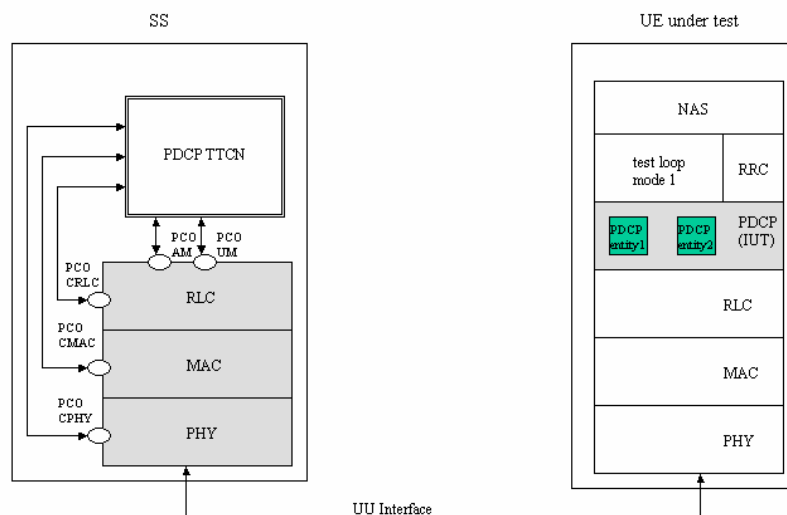 SS
UE under test
PDCP TTCN
PCO
AM
PCO
UM
PCO
CRLC
RLC
PCO
CMAC
MAC
PCO
CPHY
PHY
NAS
test loop
mode 1
RRC
PDCP
entity1
PDCP
entity2
PDCP
(IUT)
RLC
MAC
PHY
UU Interface